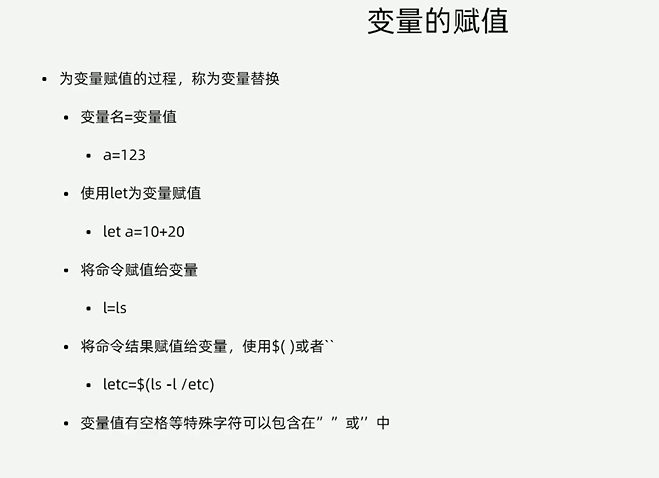 变量的赋值
• 为变量赋值的过程，称为变量替换
• 变量名=变量值
• a=123
• 使用let为变量赋值
• let a=10+20
• 将命令赋值给变量
• l=ls
• 将命令结果赋值给变量，使用$( )或者``
• letc=$(ls -l /etc)
• 变量值有空格等特殊字符可以包含在” ” 或’’ 中